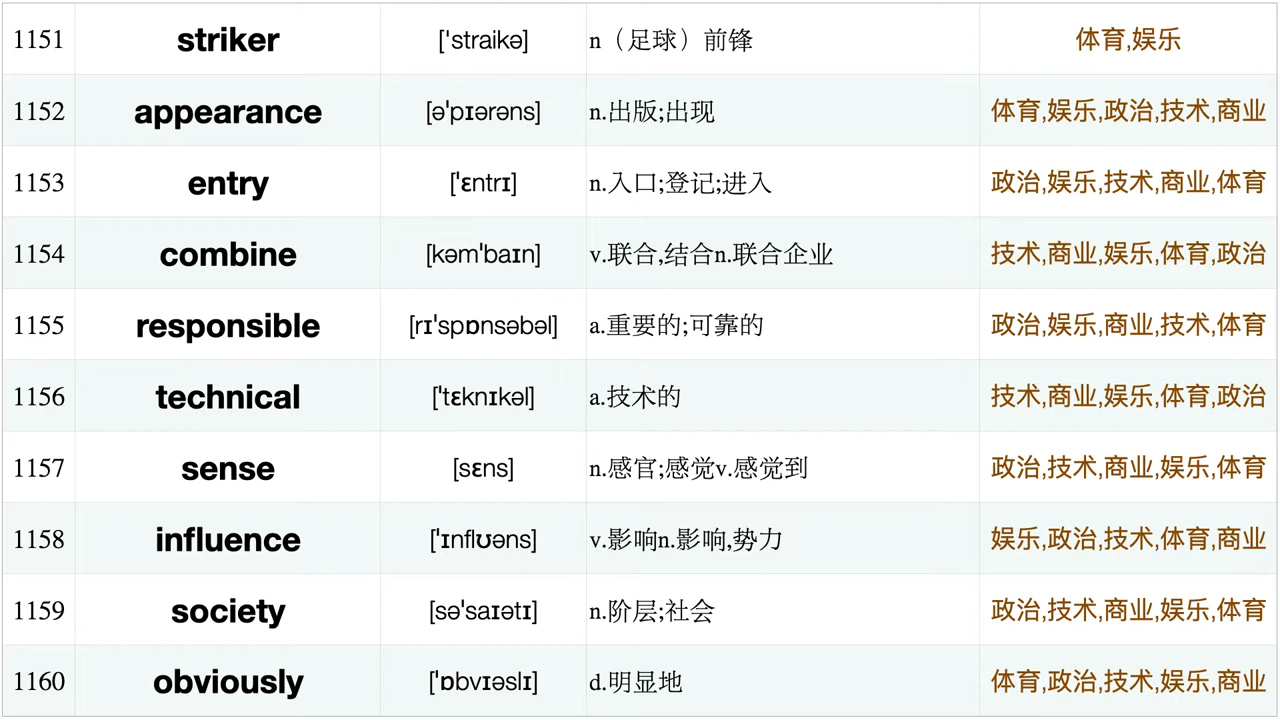 1151 striker ['straikə] n（足球）前锋 体育,娱乐
1152 appearance [ə'pɪərəns] n.出版;出现 体育,娱乐,政治,技术,商业
1153 entry ['ɛntrɪ] n.入口;登记;进入 政治,娱乐,技术,商业,体育
1154 combine [kəm'baɪn] v.联合,结合n.联合企业 技术,商业,娱乐,体育,政治
1155 responsible [rɪ'spɒnsəbəl] a.重要的;可靠的 政治,娱乐,商业,技术,体育
1156 technical ['tɛknɪkəl] a.技术的 技术,商业,娱乐,体育,政治
1157 sense [sɛns] n.感官;感觉v.感觉到 政治,技术,商业,娱乐,体育
1158 influence ['ɪnflʊəns] v.影响n.影响,势力 娱乐,政治,技术,体育,商业
1159 society [sə'saɪətɪ] n.阶层;社会 政治,技术,商业,娱乐,体育
1160 obviously ['ɒbvɪəslɪ] d.明显地 体育,政治,技术,娱乐,商业